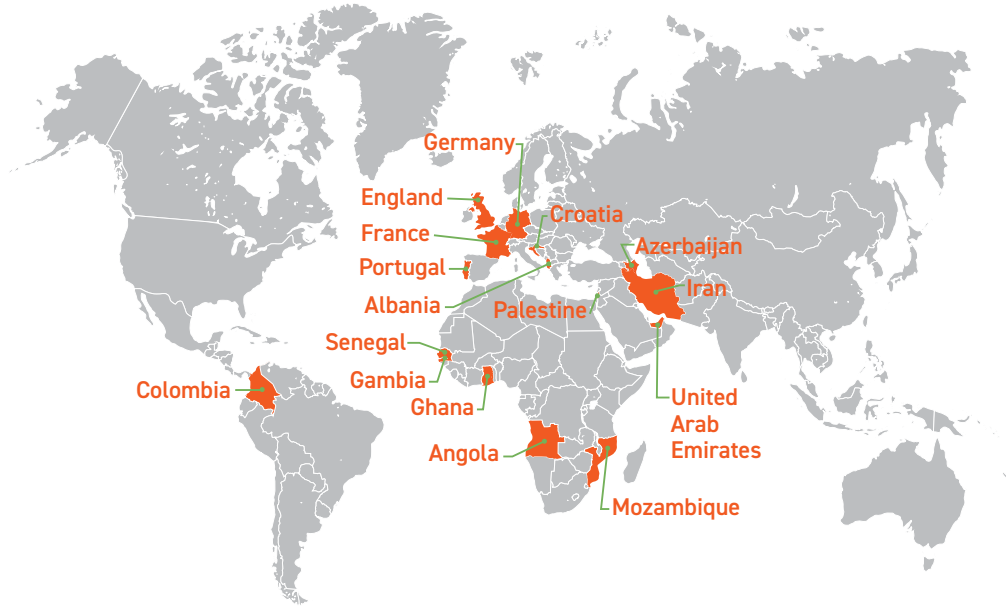 Germany
England
Croatia
France
Azerbaijan
Portugal
Iran
Albania
Palestine
Senegal
Gambia
Colombia
Ghana
United
Arab
Emirates
Angola
Mozambique